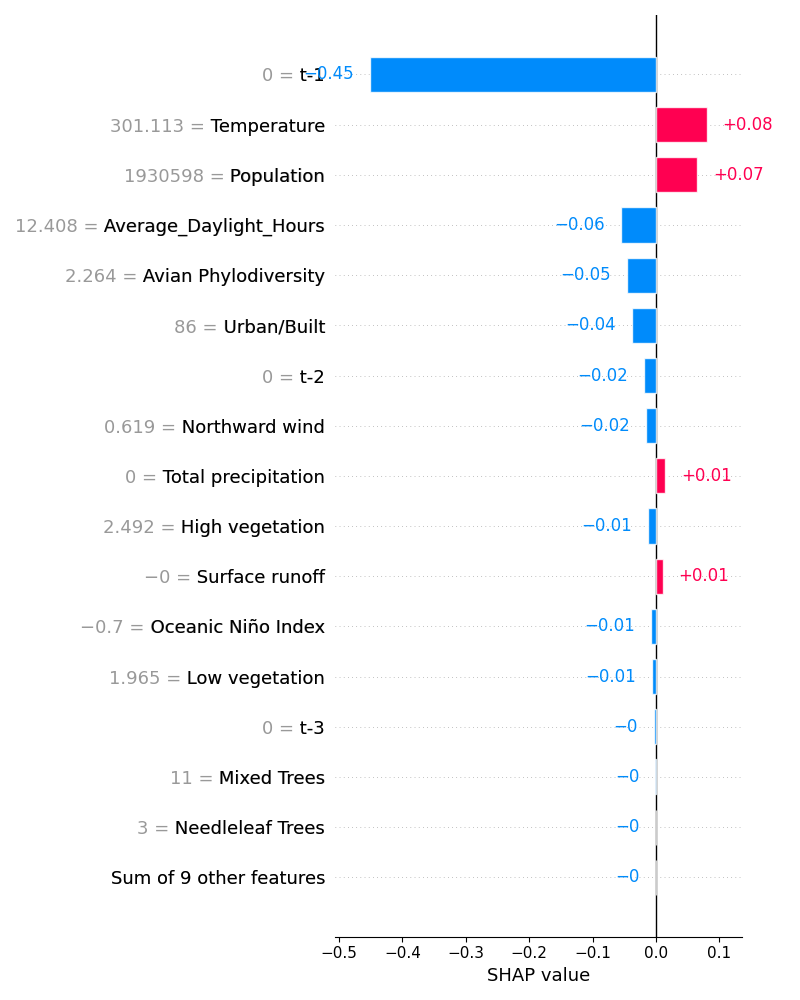 0 = t-1 −0.45
301.113 = Temperature +0.08
1930598 = Population +0.07
12.408 = Average_Daylight_Hours −0.06
2.264 = Avian Phylodiversity −0.05
86 = Urban/Built −0.04
0 = t-2 −0.02
0.619 = Northward wind −0.02
0 = Total precipitation +0.01
2.492 = High vegetation −0.01
−0 = Surface runoff +0.01
−0.7 = Oceanic Niño Index −0.01
1.965 = Low vegetation −0.01
0 = t-3 −0
11 = Mixed Trees −0
3 = Needleleaf Trees −0
Sum of 9 other features −0
−0.5 −0.4 −0.3 −0.2 −0.1 0.0 0.1
SHAP value